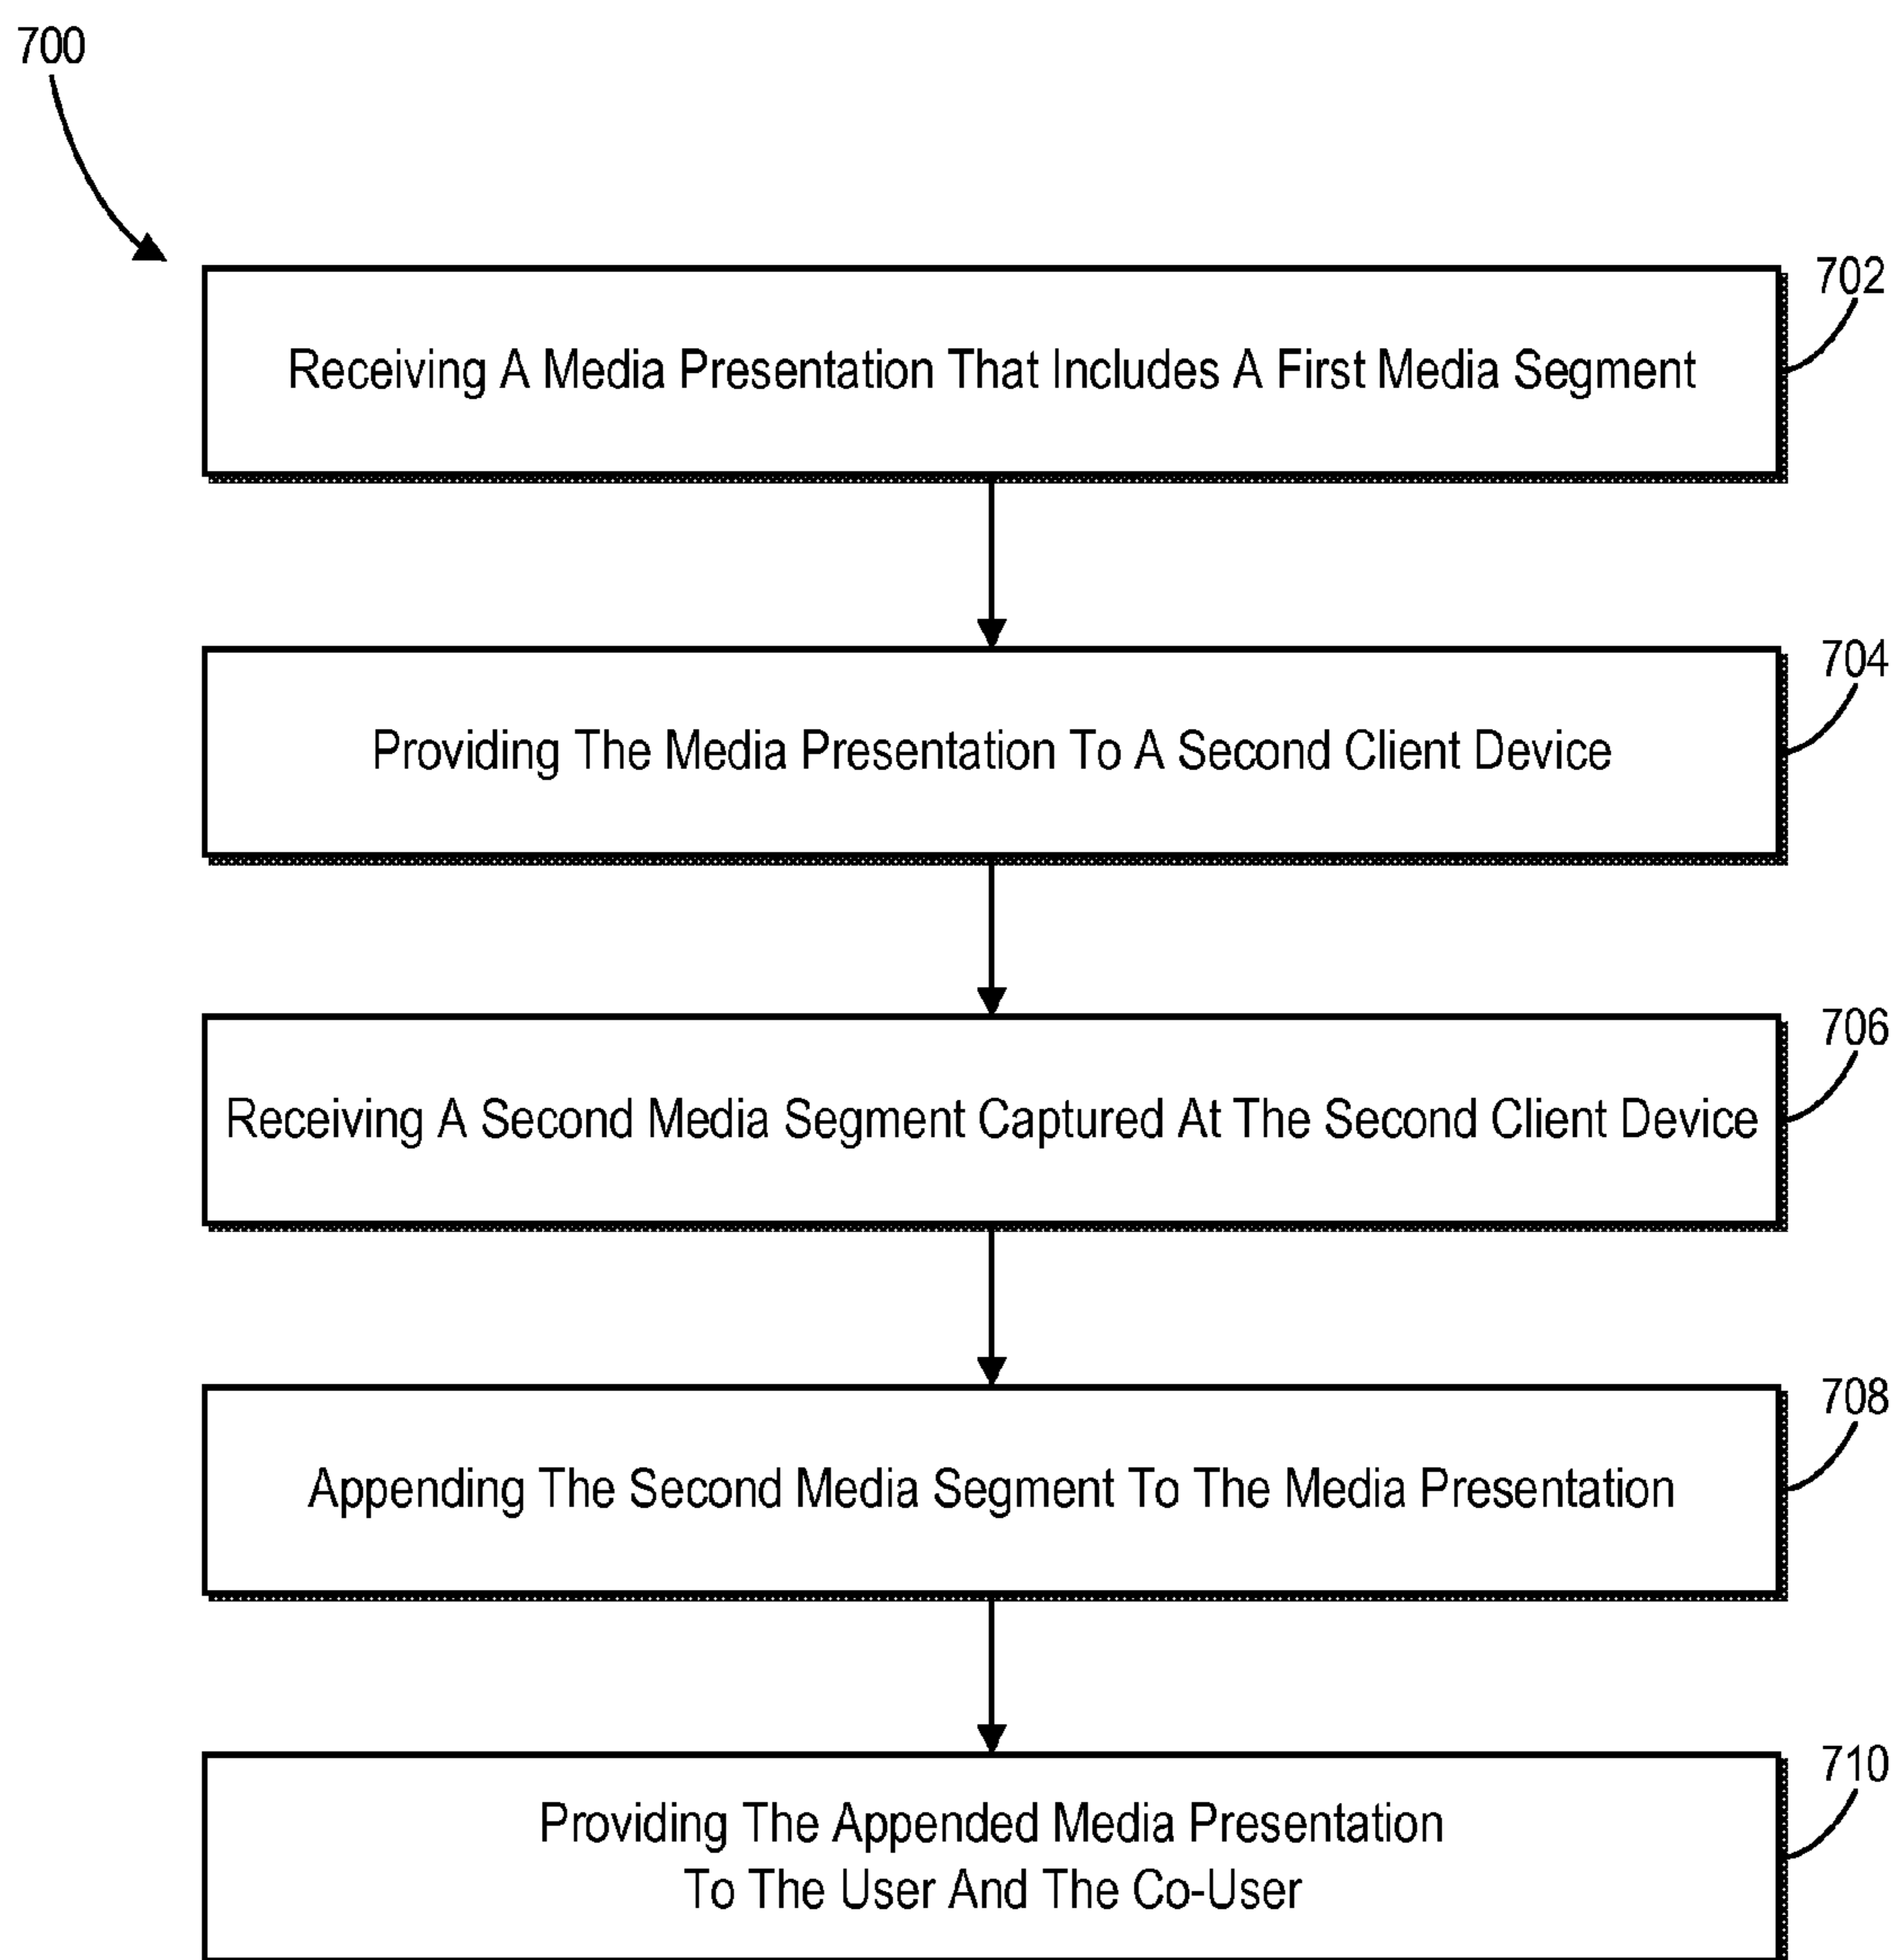 700
702
Receiving A Media Presentation That Includes A First Media Segment
704
Providing The Media Presentation To A Second Client Device
706
Receiving A Second Media Segment Captured At The Second Client Device
708
Appending The Second Media Segment To The Media Presentation
710
Providing The Appended Media Presentation
To The User And The Co-User